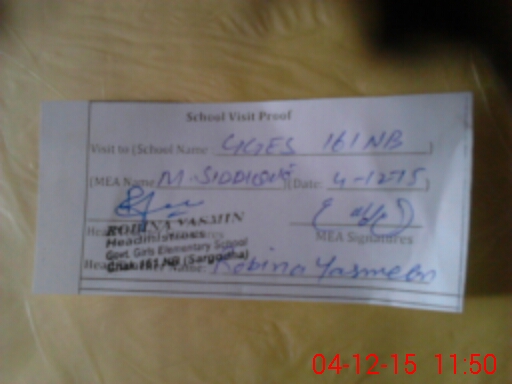 School Visit Proof
Visit to (School Name GGES 161 NB )
(MEA Name M. SIDDIQUE )(Date: 4-12-15 )
ROBINA YASMIN
Headmistress
MEA Signatures
Govt. Girls Elementary School
Chak 161 NB (Sargodha)
Name: Robina Yasmeen
04-12-15 11:50